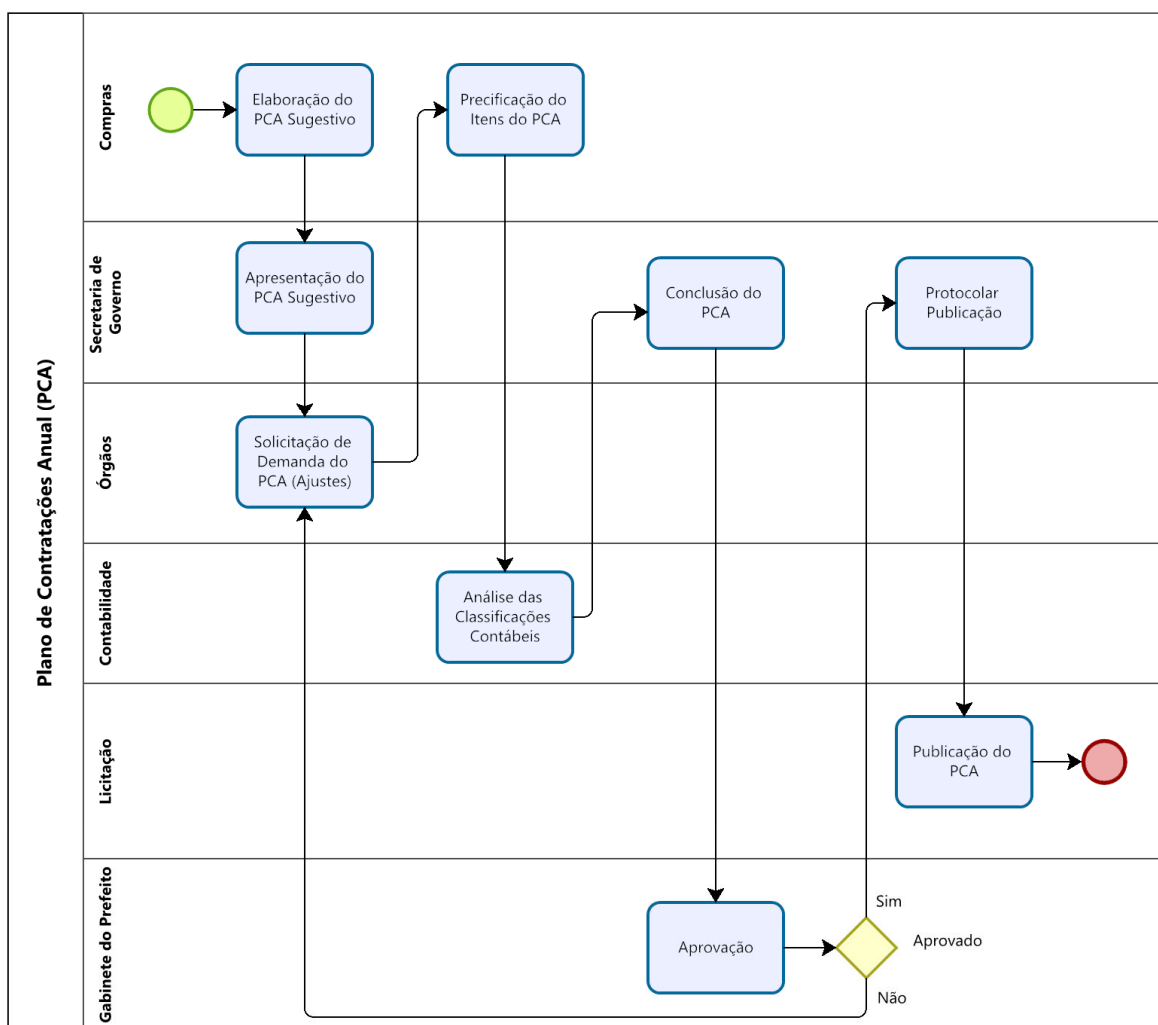 Plano de Contratações Anual (PCA)
Compras
Elaboração do
PCA Sugestivo
Precificação do
Itens do PCA
Secretaria de
Governo
Apresentação do
PCA Sugestivo
Conclusão do
PCA
Protocolar
Publicação
Órgãos
Solicitação de
Demanda do
PCA (Ajustes)
Contabilidade
Análise das
Classificações
Contábeis
Licitação
Publicação do
PCA
Gabinete do Prefeito
Aprovação
Sim
Aprovado
Não